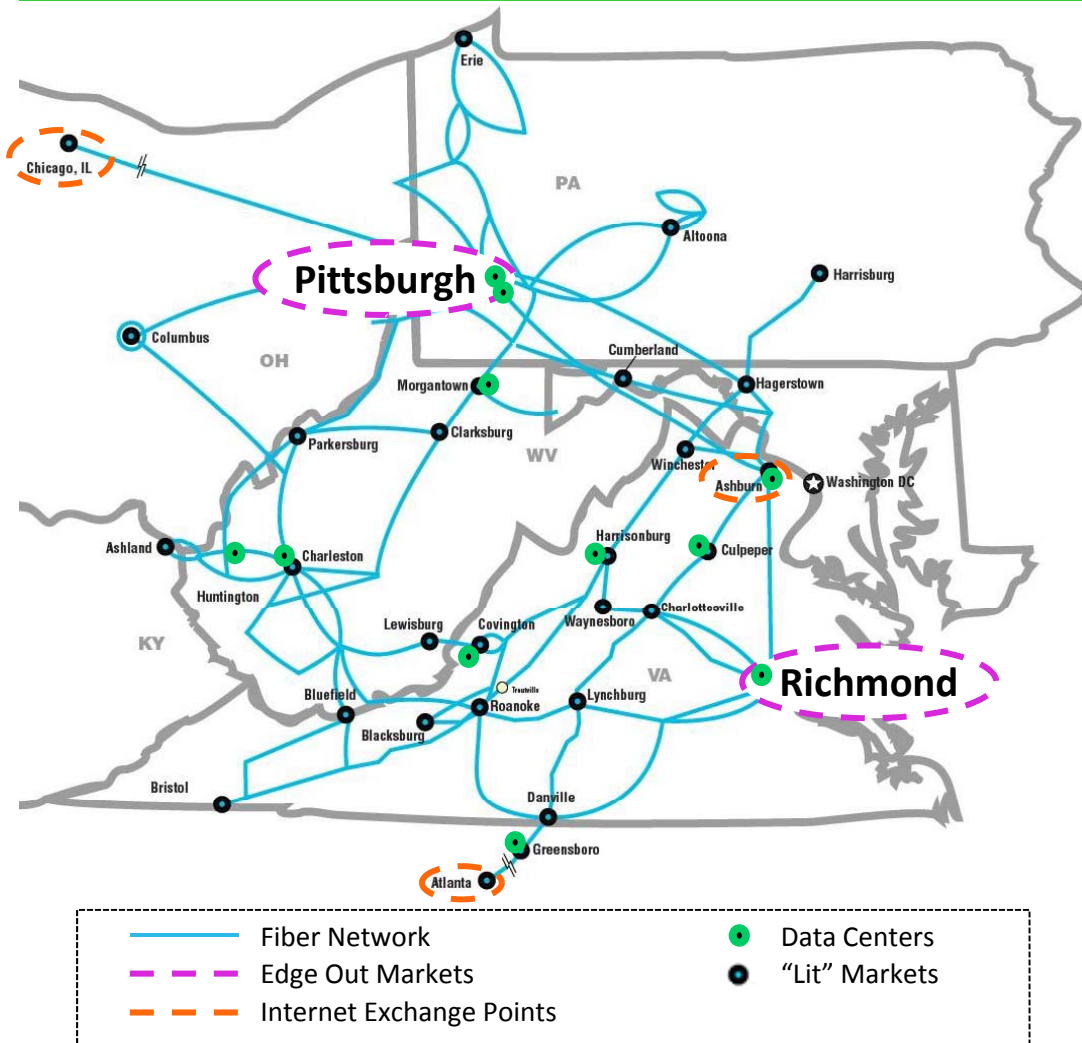 Erie
Chicago, IL
PA
Altoona
Pittsburgh
Harrisburg
Columbus
OH
Cumberland
Morgantown
Hagerstown
Clarksburg
Parkersburg
WV
Winchester
Ashburn
Washington DC
Ashland
Charleston
Harrisonburg
Culpeper
Huntington
Waynesboro
Charlottesville
Lewisburg
Covington
KY
VA
Richmond
Troutville
Bluefield
Roanoke
Lynchburg
Blacksburg
Bristol
Danville
Greensboro
Atlanta
Fiber Network
Data Centers
Edge Out Markets
“Lit” Markets
Internet Exchange Points